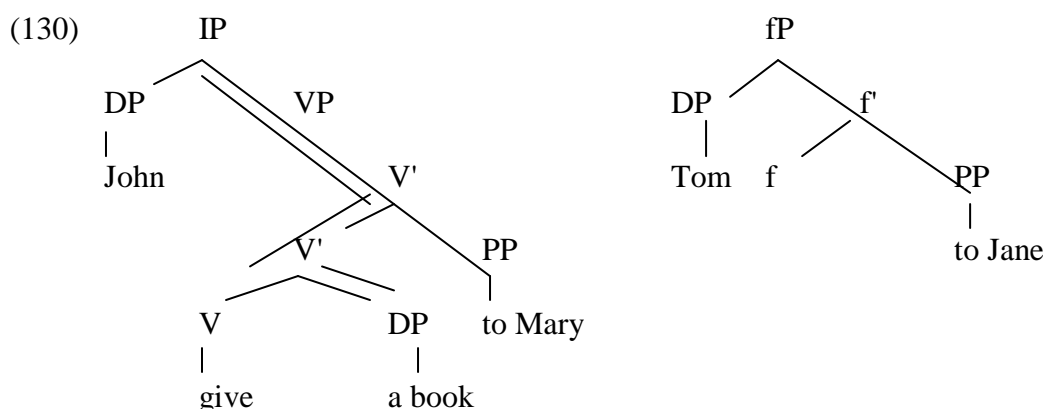 (130) IP fP
DP VP DP f'
John V' Tom f PP
V' PP to Jane
V DP to Mary
give a book